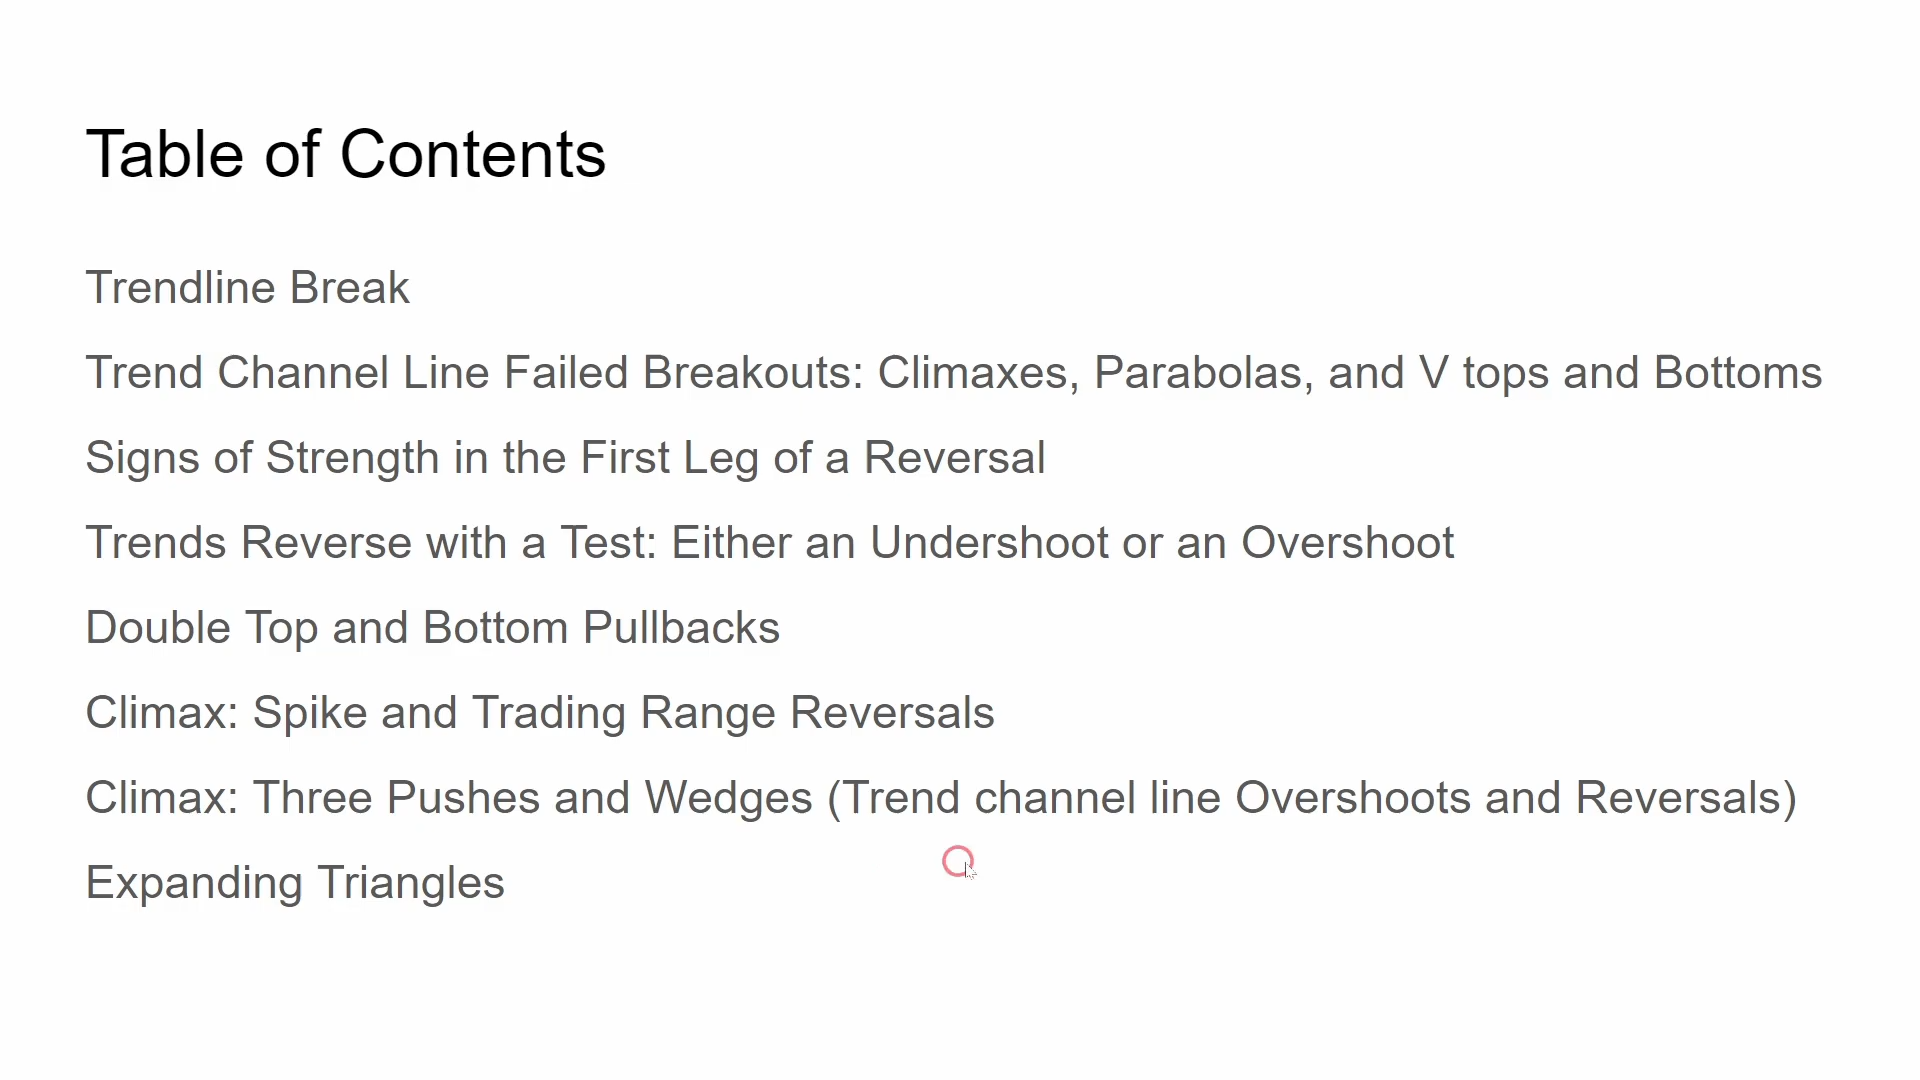 Table of Contents
Trendline Break
Trend Channel Line Failed Breakouts: Climaxes, Parabolas, and V tops and Bottoms
Signs of Strength in the First Leg of a Reversal
Trends Reverse with a Test: Either an Undershoot or an Overshoot
Double Top and Bottom Pullbacks
Climax: Spike and Trading Range Reversals
Climax: Three Pushes and Wedges (Trend channel line Overshoots and Reversals)
Expanding Triangles